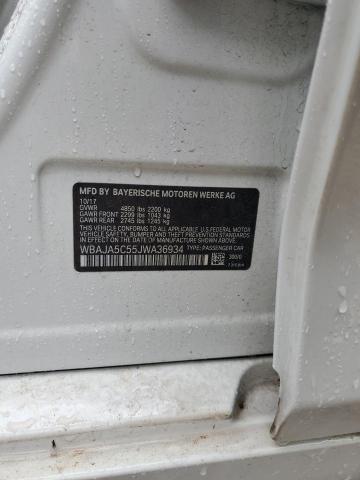 MFD BY BAYERISCHE MOTOREN WERKE AG
10/17
GVWR 4850 lbs 2200 kg
GAWR FRONT 2299 lbs 1043 kg
GAWR REAR 2745 lbs 1245 kg
THIS VEHICLE CONFORMS TO ALL APPLICABLE U.S.FEDERAL MOTOR
VEHICLE SAFETY, BUMPER, AND THEFT PREVENTION STANDARDS
IN EFFECT ON THE DATE OF MANUFACTURE SHOWN ABOVE.
WBAJA5C55JWA36934 TYPE: PASSENGER CAR
300/0